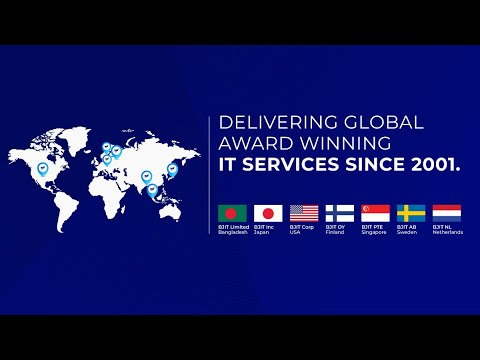 DELIVERING GLOBAL
AWARD WINNING
IT SERVICES SINCE 2001.
BJIT Limited
Bangladesh
BJIT Inc
Japan
BJIT Corp
USA
BJIT OY
Finland
BJIT PTE
Singapore
BJIT AB
Sweden
BJIT NL
Netherlands